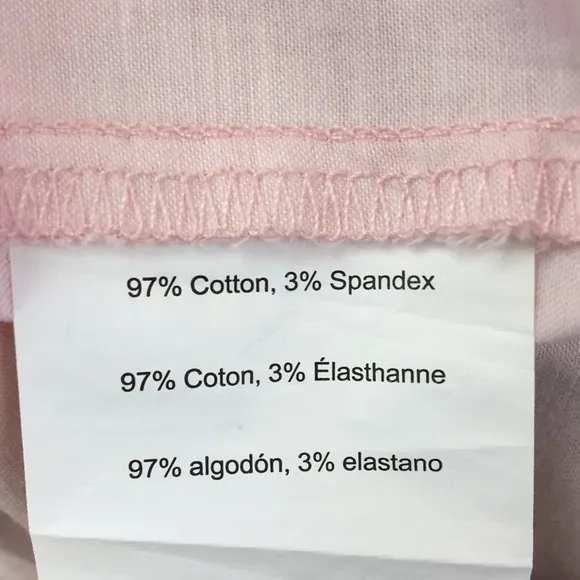 97% Cotton, 3% Spandex
97% Coton, 3% Élasthanne
97% algodón, 3% elastano